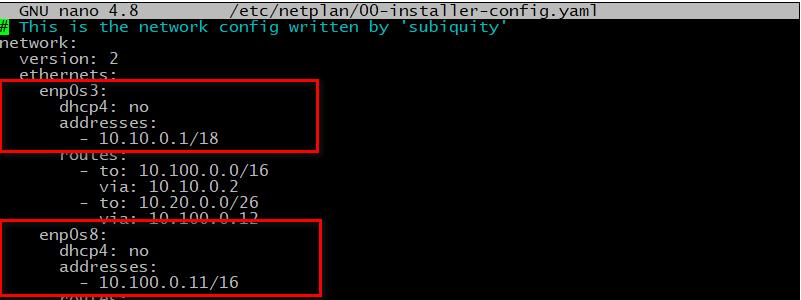 GNU nano 4.8 /etc/netplan/00-installer-config.yaml
# This is the network config written by 'subiquity'
network:
  version: 2
  ethernets:
    enp0s3:
      dhcp4: no
      addresses:
        - 10.10.0.1/18
      routes:
        - to: 10.100.0.0/16
          via: 10.10.0.2
        - to: 10.20.0.0/26
          via: 10.100.0.12
    enp0s8:
      dhcp4: no
      addresses:
        - 10.100.0.11/16
      routes: